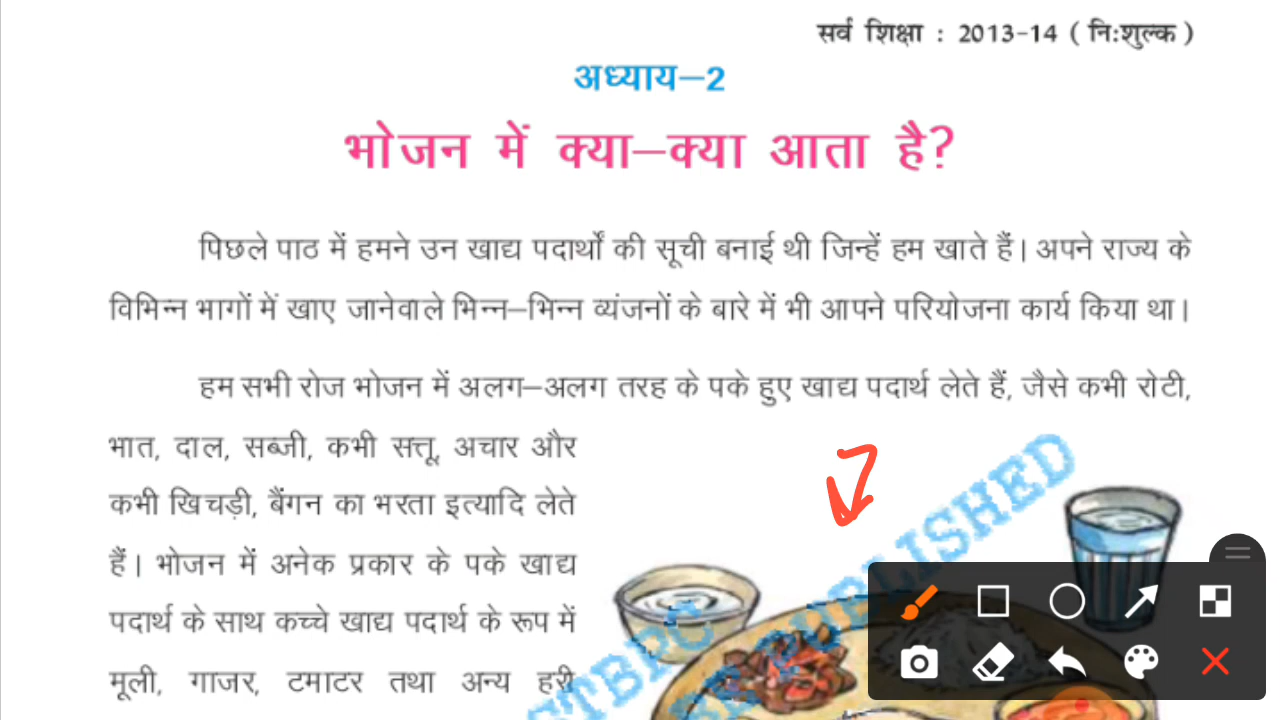 सर्व शिक्षा : 2013-14 ( निःशुल्क )
अध्याय–2
भोजन में क्या–क्या आता है?
पिछले पाठ में हमने उन खाद्य पदार्थों की सूची बनाई थी जिन्हें हम खाते हैं। अपने राज्य के
विभिन्न भागों में खाए जानेवाले भिन्न–भिन्न व्यंजनों के बारे में भी आपने परियोजना कार्य किया था।
हम सभी रोज भोजन में अलग–अलग तरह के पके हुए खाद्य पदार्थ लेते हैं, जैसे कभी रोटी,
भात, दाल, सब्जी, कभी सत्तू, अचार और
कभी खिचड़ी, बैंगन का भरता इत्यादि लेते
हैं। भोजन में अनेक प्रकार के पके खाद्य
पदार्थ के साथ कच्चे खाद्य पदार्थ के रूप में
मूली, गाजर, टमाटर तथा अन्य हरी
PUBLISHED